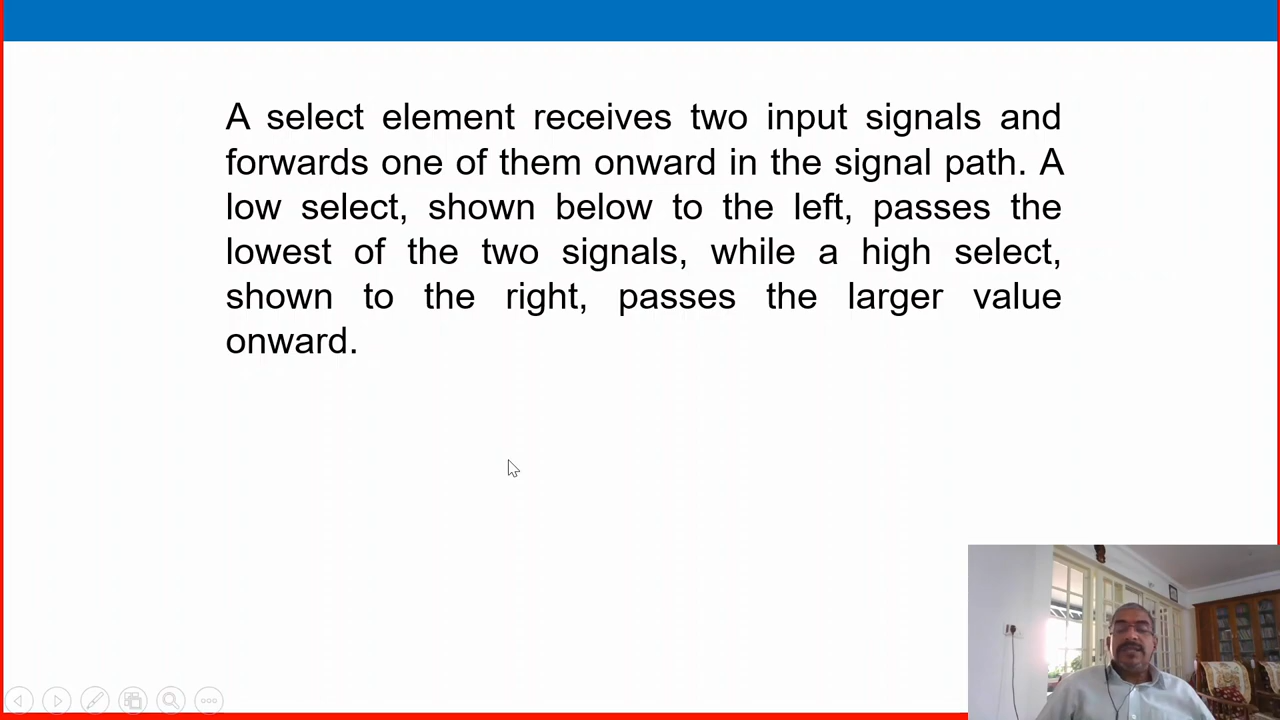 A select element receives two input signals and
forwards one of them onward in the signal path. A
low select, shown below to the left, passes the
lowest of the two signals, while a high select,
shown to the right, passes the larger value
onward.